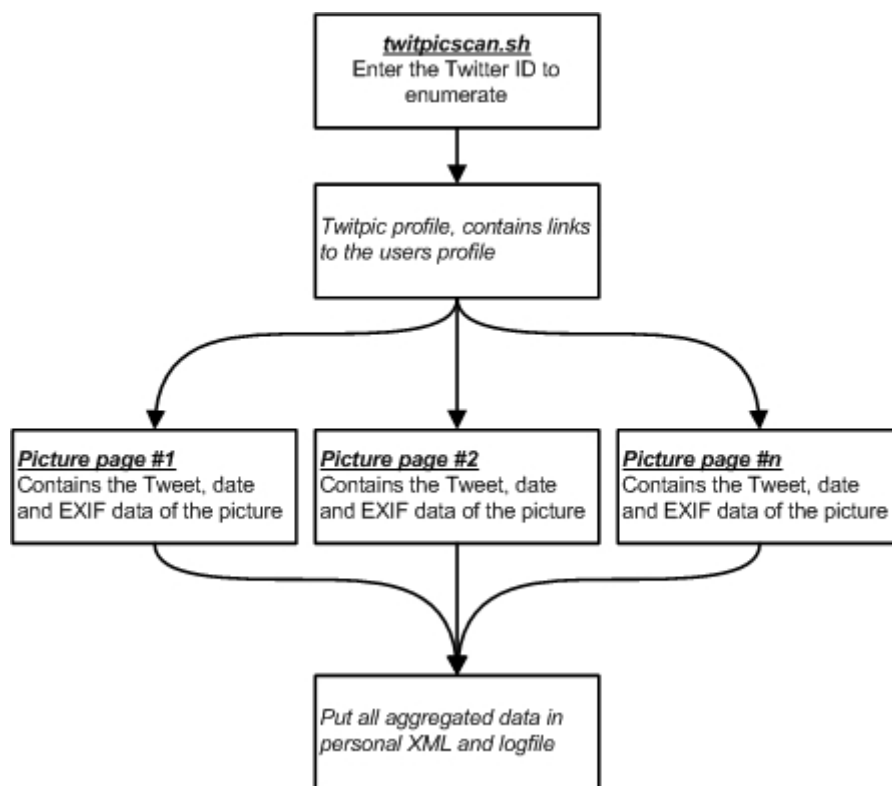 twitpicscan.sh
Enter the Twitter ID to
enumerate
Twitpic profile, contains links
to the users profile
Picture page #1
Contains the Tweet, date
and EXIF data of the picture
Picture page #2
Contains the Tweet, date
and EXIF data of the picture
Picture page #n
Contains the Tweet, date
and EXIF data of the picture
Put all aggregated data in
personal XML and logfile